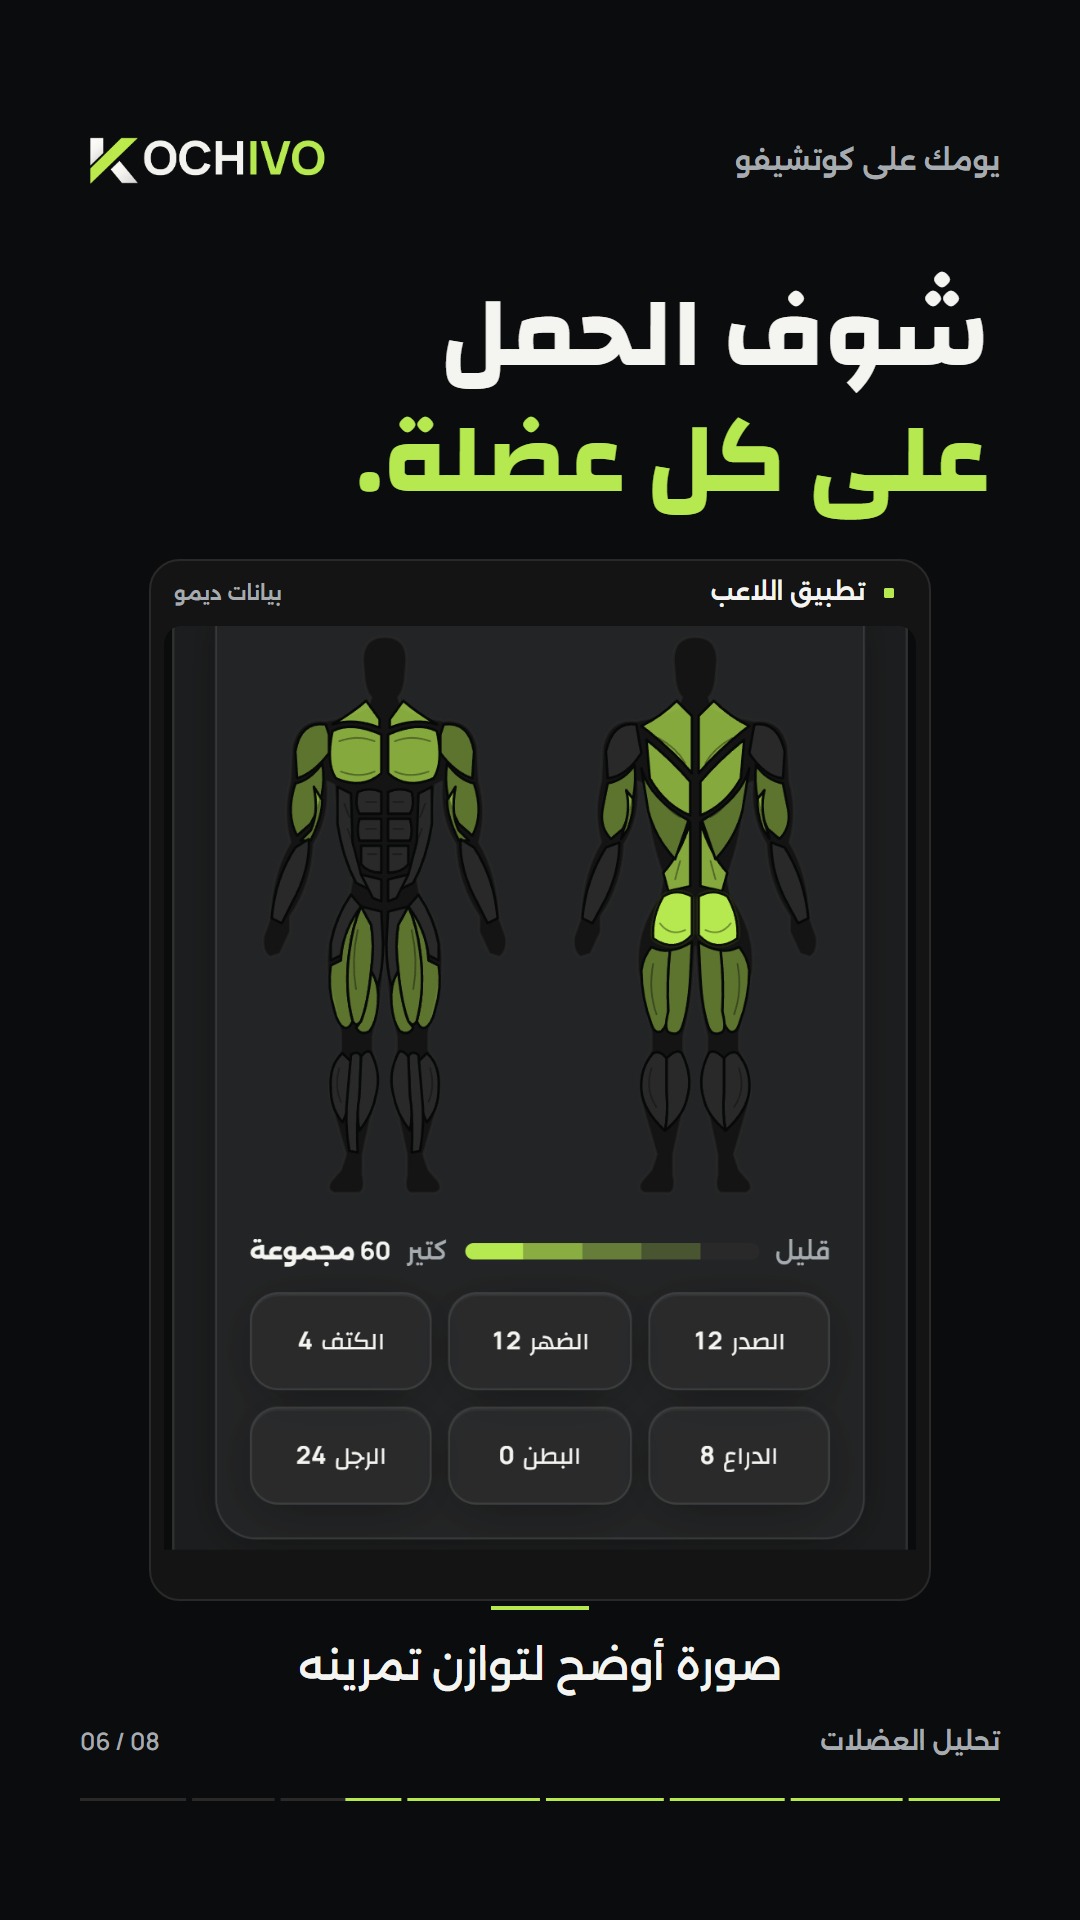 KOCHIVO
يومك على كوتشيفو
شوف الحمل
على كل عضلة.
تطبيق اللاعب
بيانات ديمو
قليل
كتير
60 مجموعة
الصدر 12
الضهر 12
الكتف 4
الدراع 8
البطن 0
الرجل 24
صورة أوضح لتوازن تمرينه
تحليل العضلات
06 / 08